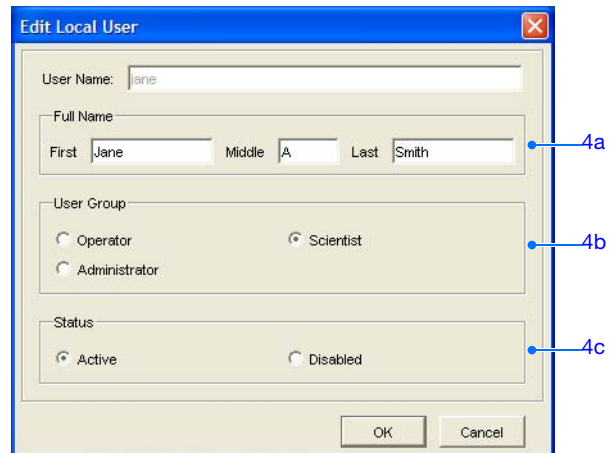 Edit Local User
User Name: jane
Full Name
First Jane Middle A Last Smith
4a
User Group
Operator Scientist
4b
Administrator
Status
Active Disabled
4c
OK Cancel